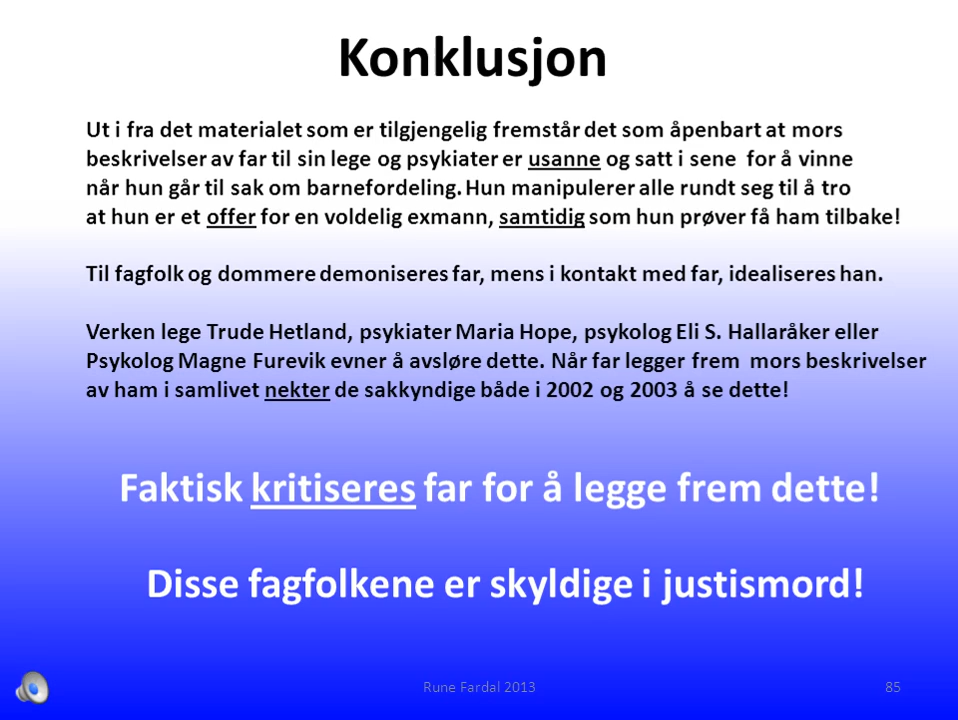 Konklusjon
Ut i fra det materialet som er tilgjengelig fremstår det som åpenbart at mors
beskrivelser av far til sin lege og psykiater er usanne og satt i sene for å vinne
når hun går til sak om barnefordeling. Hun manipulerer alle rundt seg til å tro
at hun er et offer for en voldelig exmann, samtidig som hun prøver få ham tilbake!
Til fagfolk og dommere demoniseres far, mens i kontakt med far, idealiseres han.
Verken lege Trude Hetland, psykiater Maria Hope, psykolog Eli S. Hallaråker eller
Psykolog Magne Furevik evner å avsløre dette. Når far legger frem mors beskrivelser
av ham i samlivet nekter de sakkyndige både i 2002 og 2003 å se dette!
Faktisk kritiseres far for å legge frem dette!
Disse fagfolkene er skyldige i justismord!
Rune Fardal 2013
85